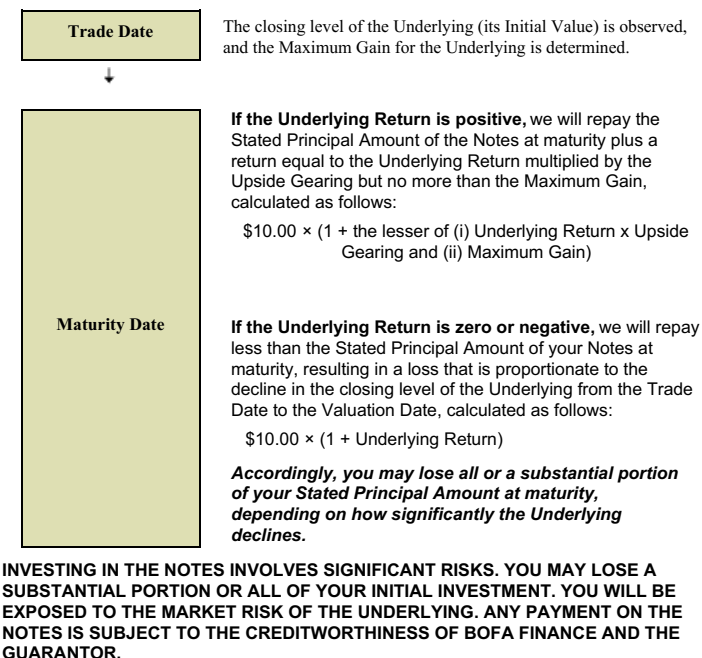 Trade Date
The closing level of the Underlying (its Initial Value) is observed,
and the Maximum Gain for the Underlying is determined.
If the Underlying Return is positive, we will repay the
Stated Principal Amount of the Notes at maturity plus a
return equal to the Underlying Return multiplied by the
Upside Gearing but no more than the Maximum Gain,
calculated as follows:
$10.00 × (1 + the lesser of (i) Underlying Return x Upside
Gearing and (ii) Maximum Gain)
Maturity Date
If the Underlying Return is zero or negative, we will repay
less than the Stated Principal Amount of your Notes at
maturity, resulting in a loss that is proportionate to the
decline in the closing level of the Underlying from the Trade
Date to the Valuation Date, calculated as follows:
$10.00 × (1 + Underlying Return)
Accordingly, you may lose all or a substantial portion
of your Stated Principal Amount at maturity,
depending on how significantly the Underlying
declines.
INVESTING IN THE NOTES INVOLVES SIGNIFICANT RISKS. YOU MAY LOSE A
SUBSTANTIAL PORTION OR ALL OF YOUR INITIAL INVESTMENT. YOU WILL BE
EXPOSED TO THE MARKET RISK OF THE UNDERLYING. ANY PAYMENT ON THE
NOTES IS SUBJECT TO THE CREDITWORTHINESS OF BOFA FINANCE AND THE
GUARANTOR.